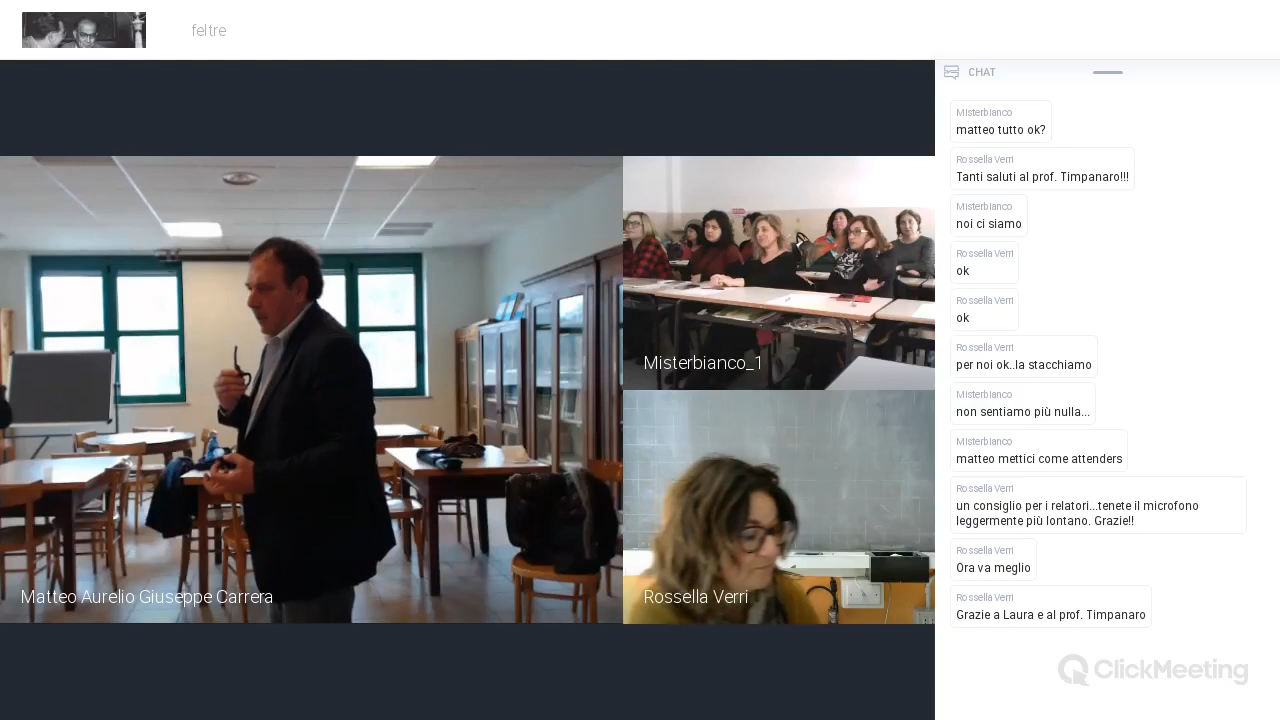 feltre
CHAT
Misterbianco
matteo tutto ok?
Rossella Verri
Tanti saluti al prof. Timpanaro!!!
Misterbianco
noi ci siamo
Rossella Verri
ok
Rossella Verri
ok
Rossella Verri
per noi ok..la stacchiamo
Misterbianco
non sentiamo più nulla...
Misterbianco
matteo mettici come attenders
Rossella Verri
un consiglio per i relatori...tenete il microfono
leggermente più lontano. Grazie!!
Rossella Verri
Ora va meglio
Rossella Verri
Grazie a Laura e al prof. Timpanaro
Matteo Aurelio Giuseppe Carrera
Misterbianco_1
Rossella Verri
ClickMeeting